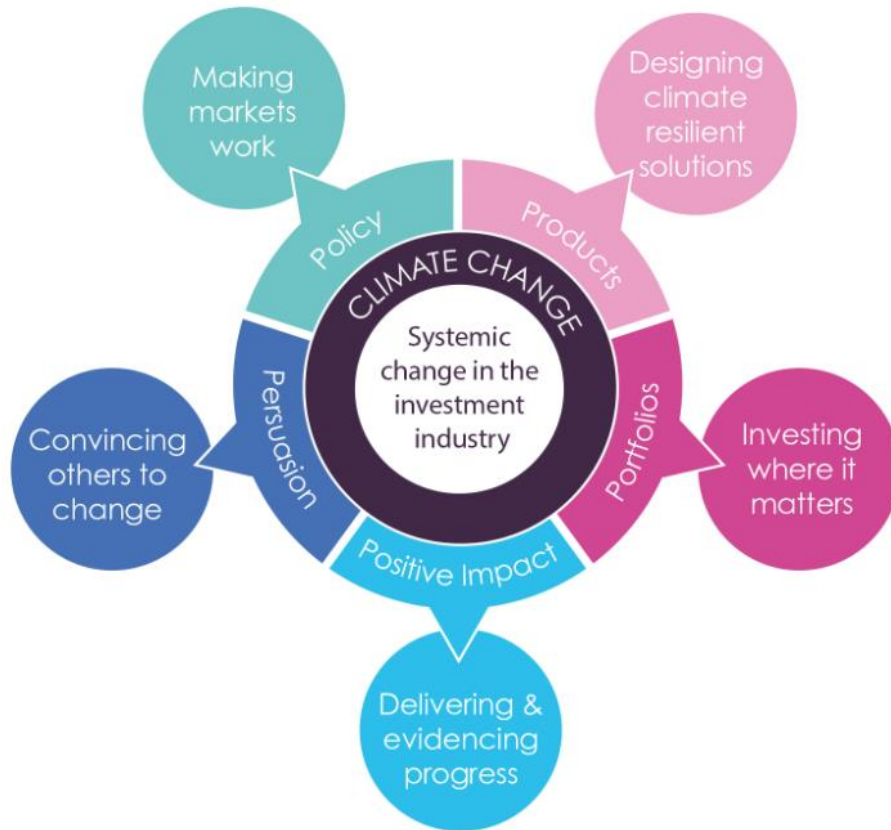 Making
markets
work
Designing
climate
resilient
solutions
Policy
Products
CLIMATE CHANGE
Systemic
change in the
investment
industry
Persuasion
Portfolios
Convincing
others to
change
Investing
where it
matters
Positive Impact
Delivering &
evidencing
progress